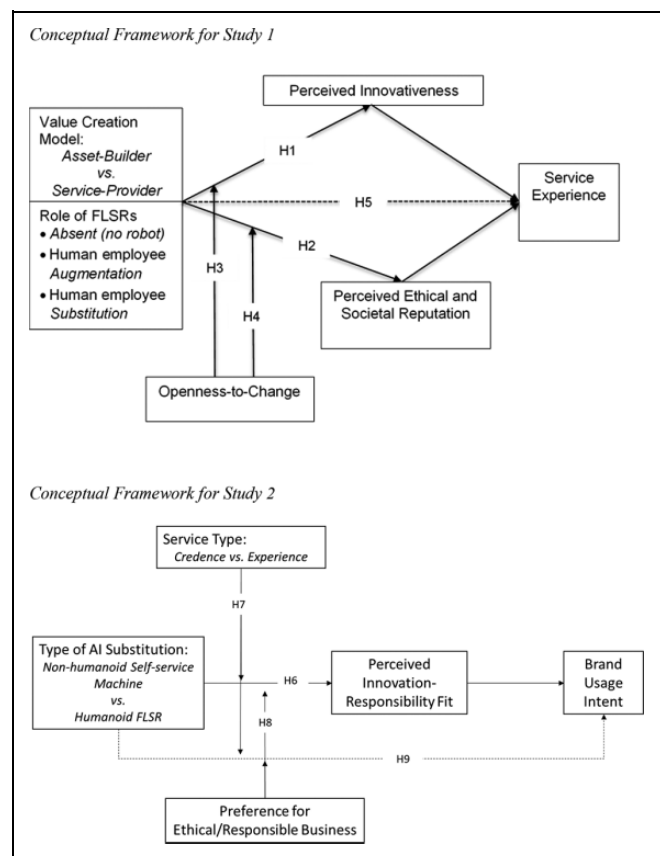 Conceptual Framework for Study 1
Perceived Innovativeness
Value Creation
Model:
Asset-Builder
vs.
Service-Provider
Role of FLSRs
• Absent (no robot)
• Human employee
Augmentation
• Human employee
Substitution
H1
H5
H2
H3
H4
Service
Experience
Perceived Ethical and
Societal Reputation
Openness-to-Change
Conceptual Framework for Study 2
Service Type:
Credence vs. Experience
H7
Type of AI Substitution:
Non-humanoid Self-service
Machine
vs.
Humanoid FLSR
H6
H8
Perceived
Innovation-
Responsibility Fit
Brand
Usage
Intent
H9
Preference for
Ethical/Responsible Business